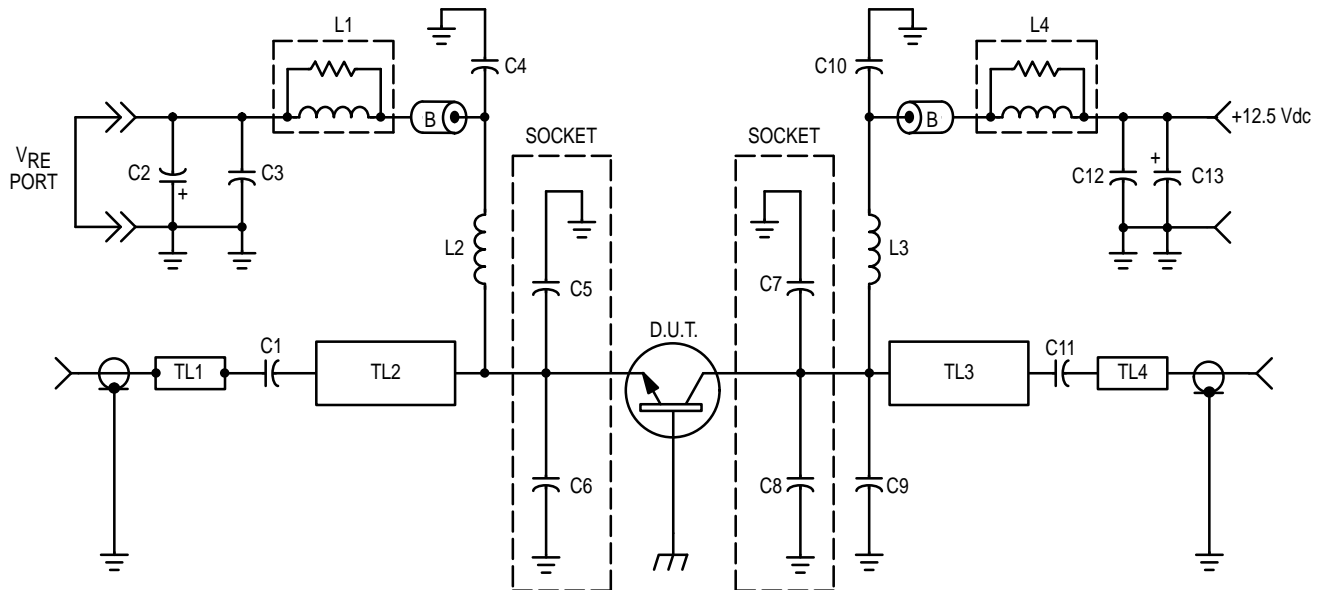 L1
C4
C10
L4
B
B
+12.5 Vdc
VRE
PORT
C2
+
C3
SOCKET
SOCKET
C12
+
C13
L2
L3
C5
C7
D.U.T.
C1
TL1
TL2
TL3
C11
TL4
C6
C8
C9